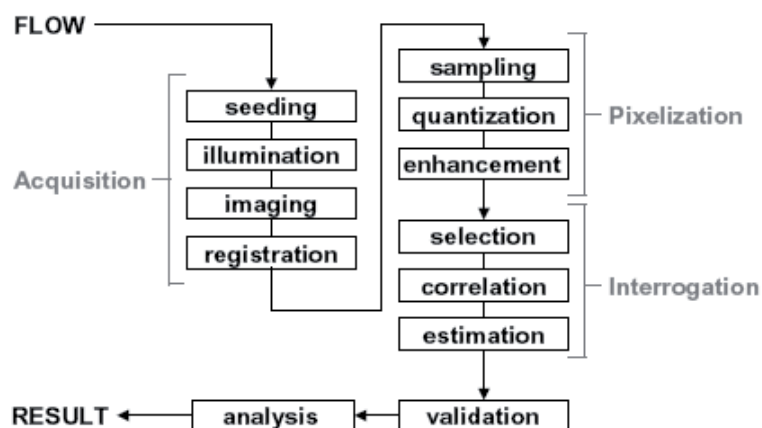 FLOW
seeding
illumination
imaging
registration
Acquisition
sampling
quantization
enhancement
Pixelization
selection
correlation
estimation
Interrogation
validation
analysis
RESULT